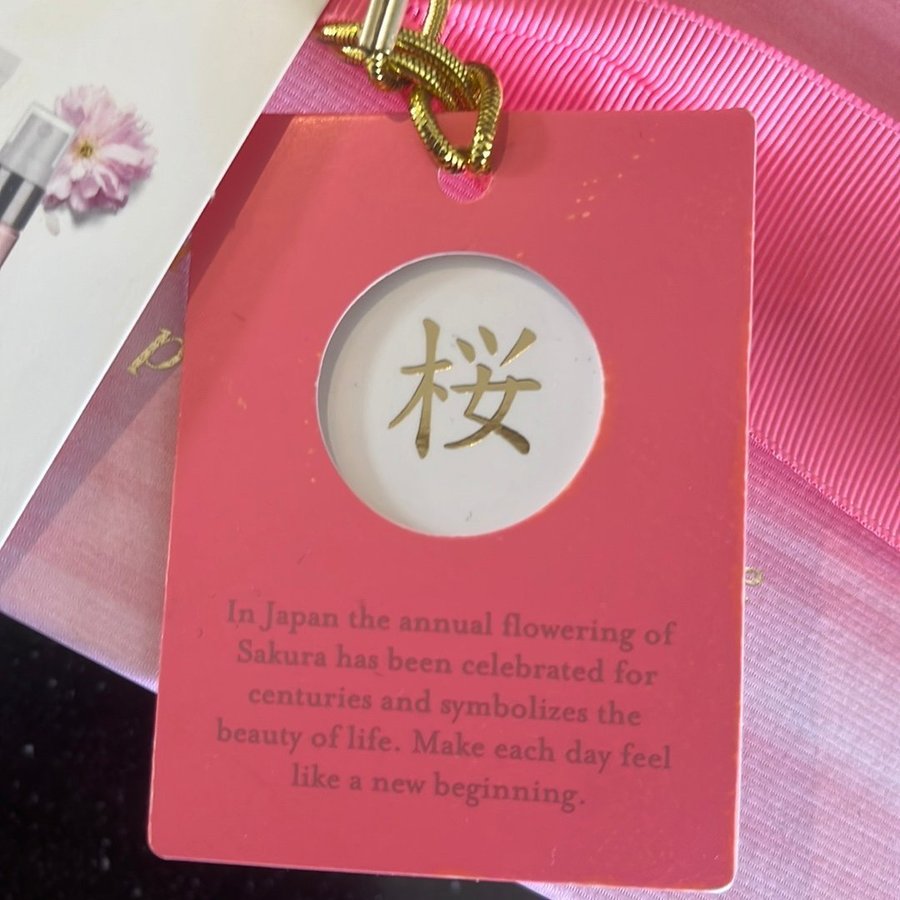 桜
In Japan the annual flowering of
Sakura has been celebrated for
centuries and symbolizes the
beauty of life. Make each day feel
like a new beginning.